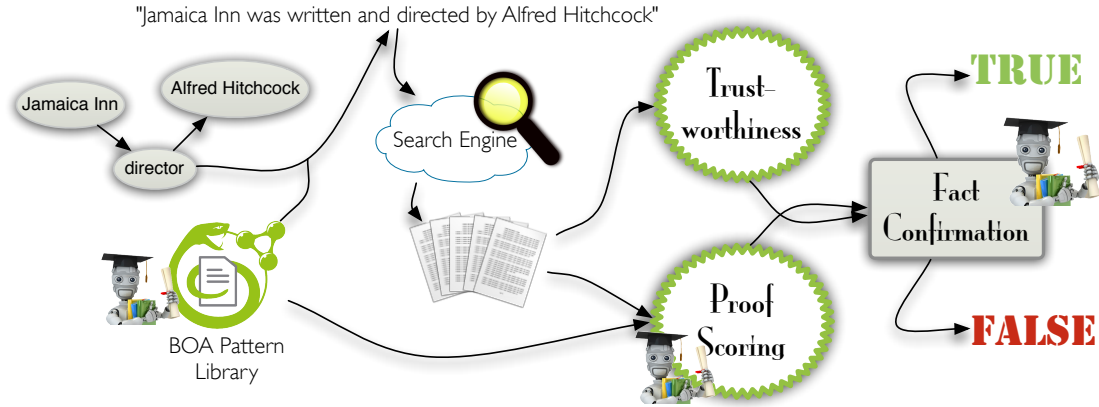 "Jamaica Inn was written and directed by Alfred Hitchcock"
Jamaica Inn
Alfred Hitchcock
director
BOA Pattern
Library
Search Engine
Trust-
worthiness
Proof
Scoring
Fact
Confirmation
TRUE
FALSE